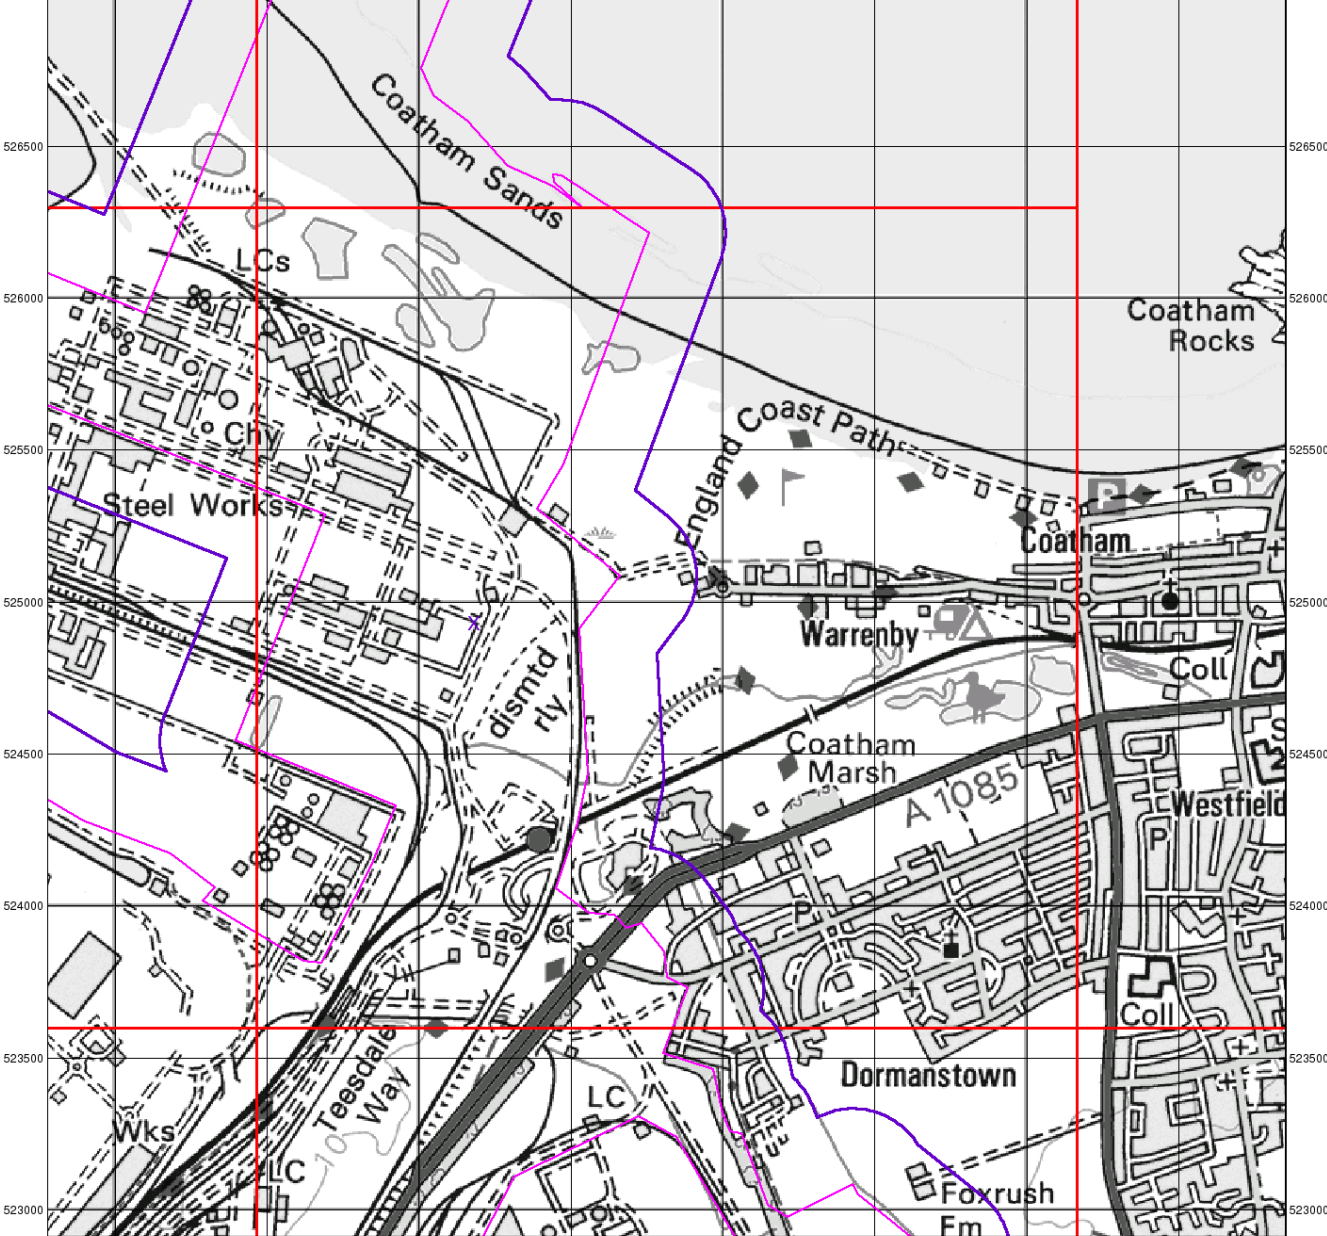 Coatham Sands
526500 526500
LCs
526000 526000
Coatham
Rocks
England Coast Path
Chy
525500 525500
Steel Works
P
Coatham
525000 525000
Warrenby
Coll
dismtd
rly
524500 524500
Coatham
Marsh
A 1085
Westfield
P
524000 524000
P
Coll
523500 523500
Dormanstown
Teesdale
Way
LC
Wks
10
LC
523000 523000
Foxrush
Fm